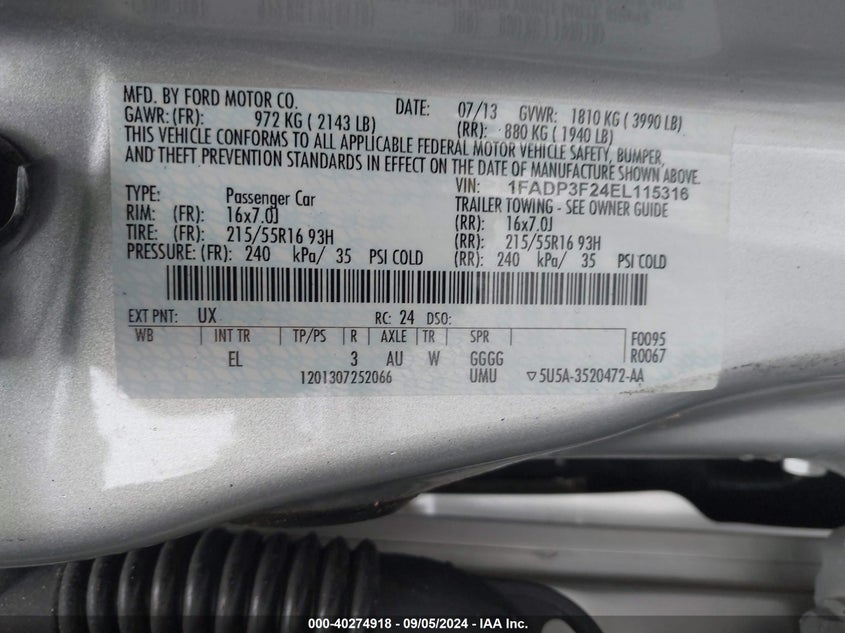 MFD. BY FORD MOTOR CO. DATE: 07/13 GVWR: 1810 KG ( 3990 LB)
GAWR: (FR): 972 KG ( 2143 LB) (RR): 880 KG ( 1940 LB)
THIS VEHICLE CONFORMS TO ALL APPLICABLE FEDERAL MOTOR VEHICLE SAFETY, BUMPER,
AND THEFT PREVENTION STANDARDS IN EFFECT ON THE DATE OF MANUFACTURE SHOWN ABOVE.
VIN: 1FADP3F24EL115316
TYPE: Passenger Car TRAILER TOWING - SEE OWNER GUIDE
RIM: (FR): 16x7.0J (RR): 16x7.0J
TIRE: (FR): 215/55R16 93H (RR): 215/55R16 93H
PRESSURE: (FR): 240 kPa/ 35 PSI COLD (RR): 240 kPa/ 35 PSI COLD
EXT PNT: UX RC: 24 DSO:
WB INT TR TP/PS R AXLE TR SPR F0095
EL 3 AU W GGGG R0067
1201307252066 UMU ▽5U5A-3520472-AA
000-40274918 - 09/05/2024 - IAA Inc.